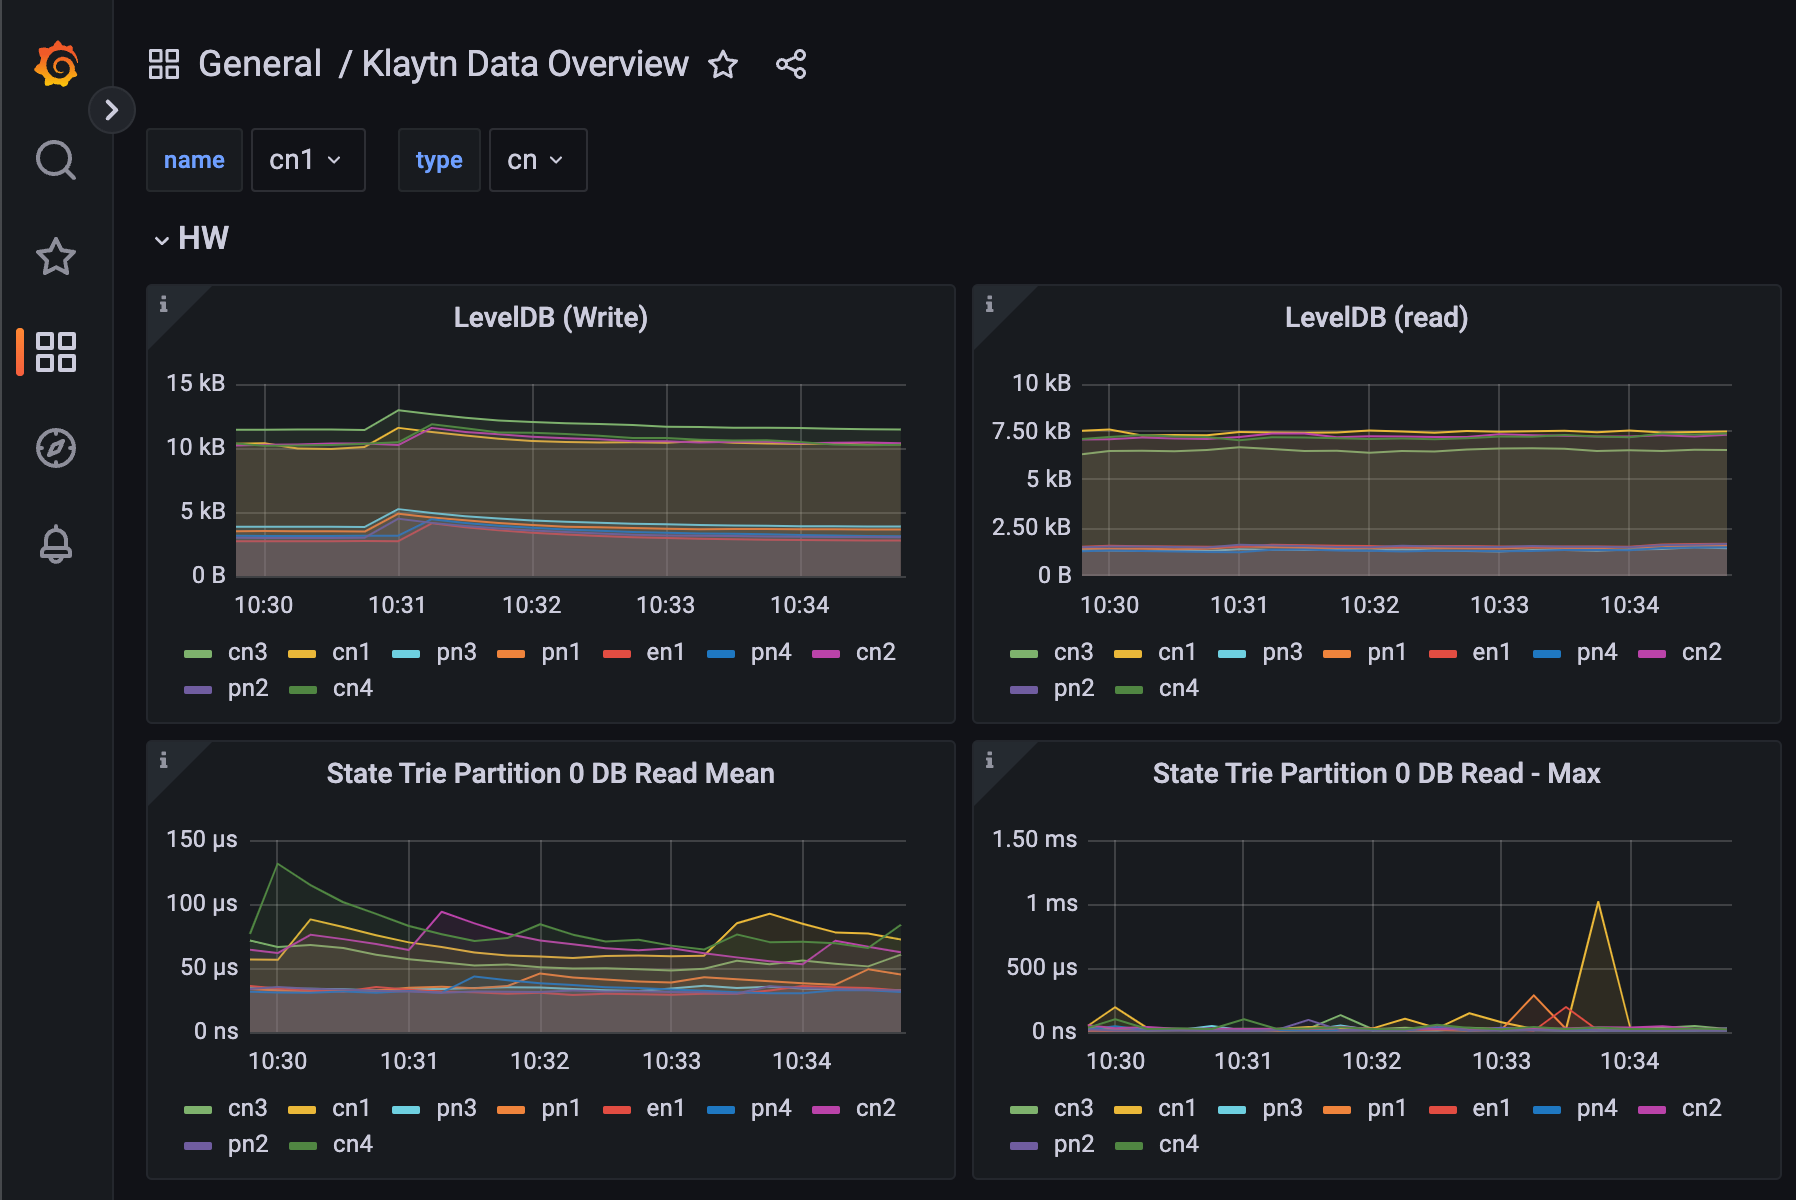 General / Klaytn Data Overview
name cn1 type cn
HW
LevelDB (Write)
15 kB
10 kB
5 kB
0 B
10:30 10:31 10:32 10:33 10:34
cn3 cn1 pn3 pn1 en1 pn4 cn2
pn2 cn4
LevelDB (read)
10 kB
7.50 kB
5 kB
2.50 kB
0 B
10:30 10:31 10:32 10:33 10:34
cn3 cn1 pn3 pn1 en1 pn4 cn2
pn2 cn4
State Trie Partition 0 DB Read Mean
150 µs
100 µs
50 µs
0 ns
10:30 10:31 10:32 10:33 10:34
cn3 cn1 pn3 pn1 en1 pn4 cn2
pn2 cn4
State Trie Partition 0 DB Read - Max
1.50 ms
1 ms
500 µs
0 ns
10:30 10:31 10:32 10:33 10:34
cn3 cn1 pn3 pn1 en1 pn4 cn2
pn2 cn4